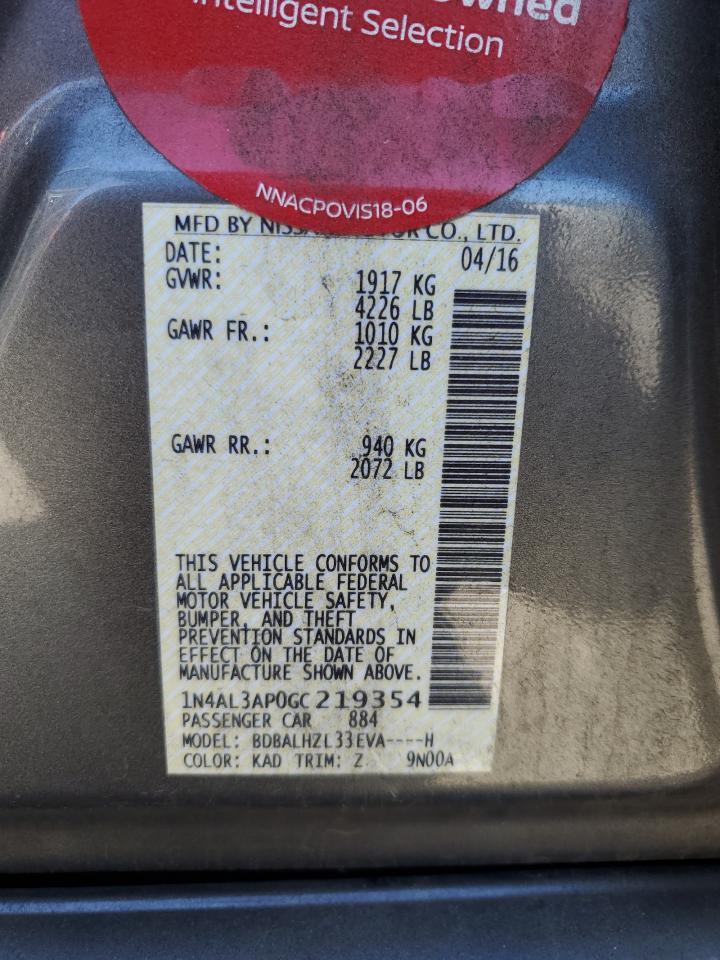 Intelligent Selection
NNACPOVIS18-06
MFD BY CO., LTD.
DATE: 04/16
GVWR: 1917 KG
4226 LB
GAWR FR.: 1010 KG
2227 LB
GAWR RR.: 940 KG
2072 LB
THIS VEHICLE CONFORMS TO
ALL APPLICABLE FEDERAL
MOTOR VEHICLE SAFETY,
BUMPER, AND THEFT
PREVENTION STANDARDS IN
EFFECT ON THE DATE OF
MANUFACTURE SHOWN ABOVE.
1N4AL3AP0GC219354
PASSENGER CAR 884
MODEL: BDBALHZL33EVA----H
COLOR: KAD TRIM: Z 9N00A